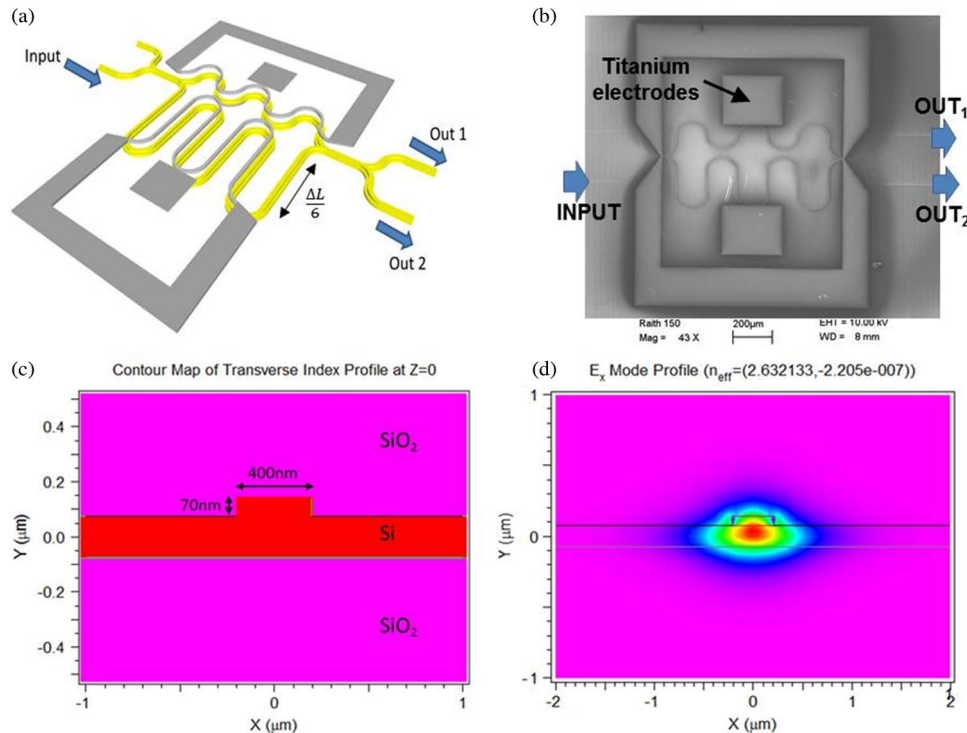 (a)
Input
Out 1
Out 2
ΔL
6
(b)
Titanium
electrodes
INPUT
OUT1
OUT2
Raith 150
Mag = 43 X
200μm
EHT = 10.00 kV
WD = 8 mm
(c)
Contour Map of Transverse Index Profile at Z=0
SiO2
400nm
70nm
Si
SiO2
0.4
0.2
0.0
-0.2
-0.4
Y (μm)
-1.0
-0.5
0.0
0.5
1.0
X (μm)
(d)
Ex Mode Profile (neff=(2.632133,-2.205e-007))
1
0
-1
Y (μm)
-2
-1
0
1
2
X (μm)